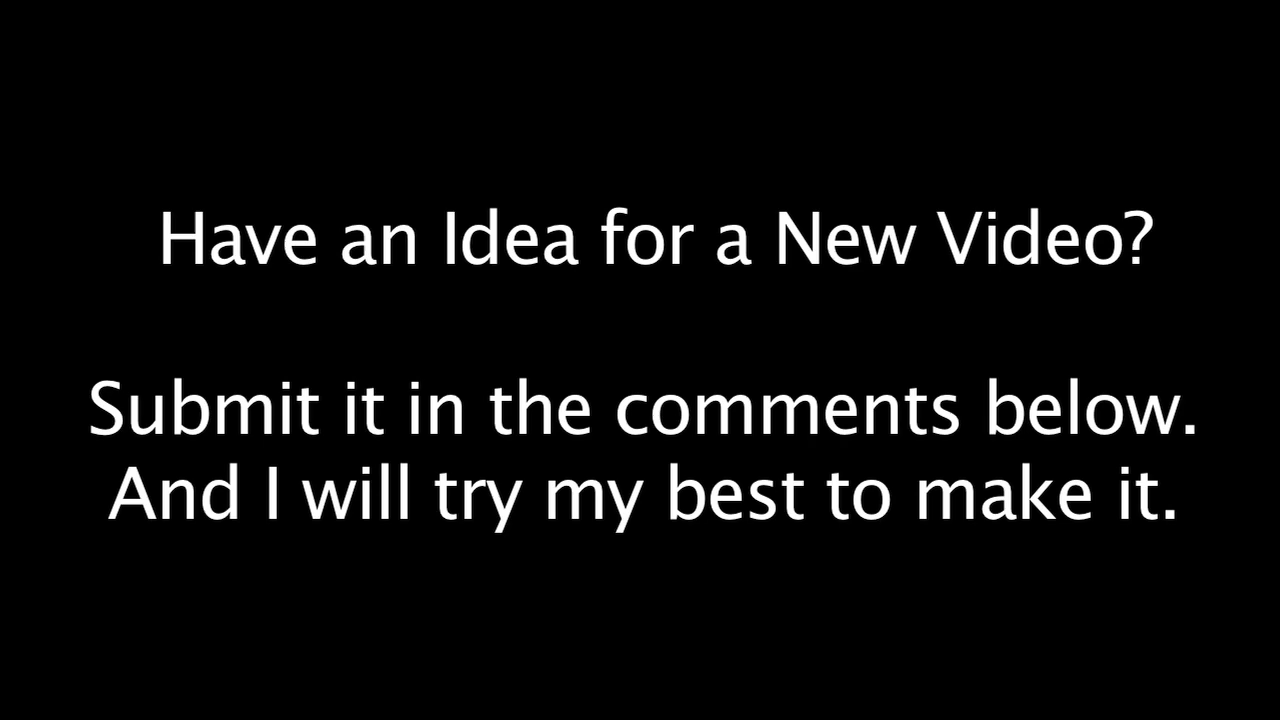 Have an Idea for a New Video?
Submit it in the comments below.
And I will try my best to make it.